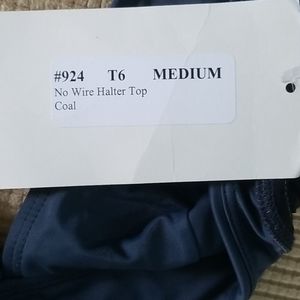 #924 T6 MEDIUM
No Wire Halter Top
Coal